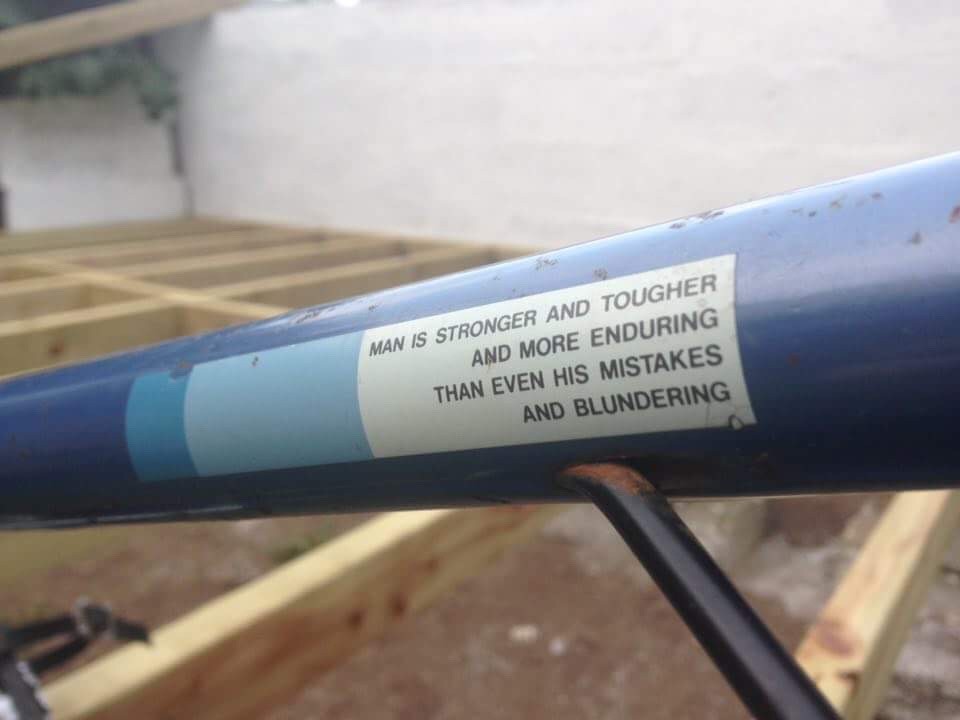 MAN IS STRONGER AND TOUGHER
AND MORE ENDURING
THAN EVEN HIS MISTAKES
AND BLUNDERING